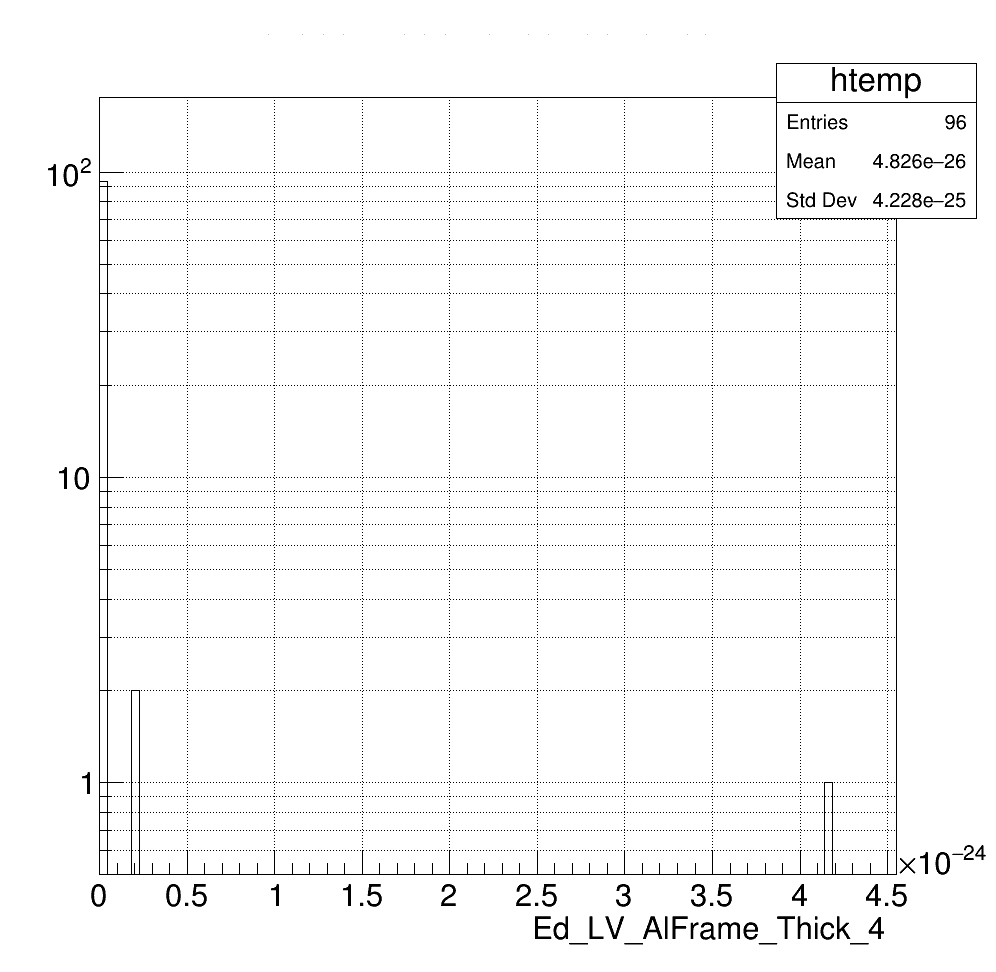 htemp
Entries 96
Mean 4.826e−26
Std Dev 4.228e−25
10²
10
1
0 0.5 1 1.5 2 2.5 3 3.5 4 4.5
×10⁻²⁴
Ed_LV_AlFrame_Thick_4